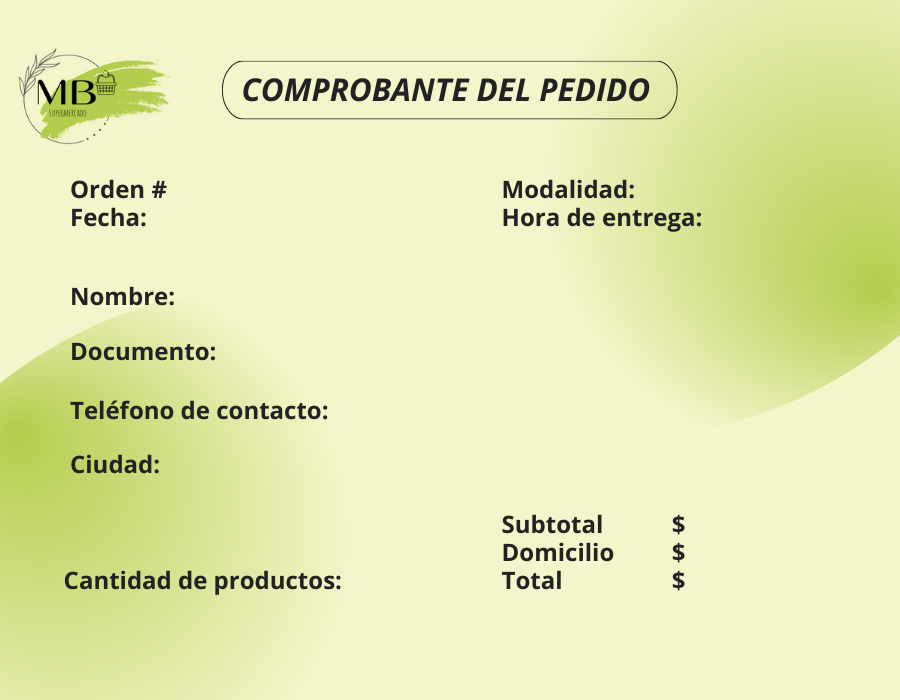 MB
SUPERMERCADO
COMPROBANTE DEL PEDIDO
Orden #
Fecha:
Modalidad:
Hora de entrega:
Nombre:
Documento:
Teléfono de contacto:
Ciudad:
Subtotal $
Domicilio $
Cantidad de productos:
Total $